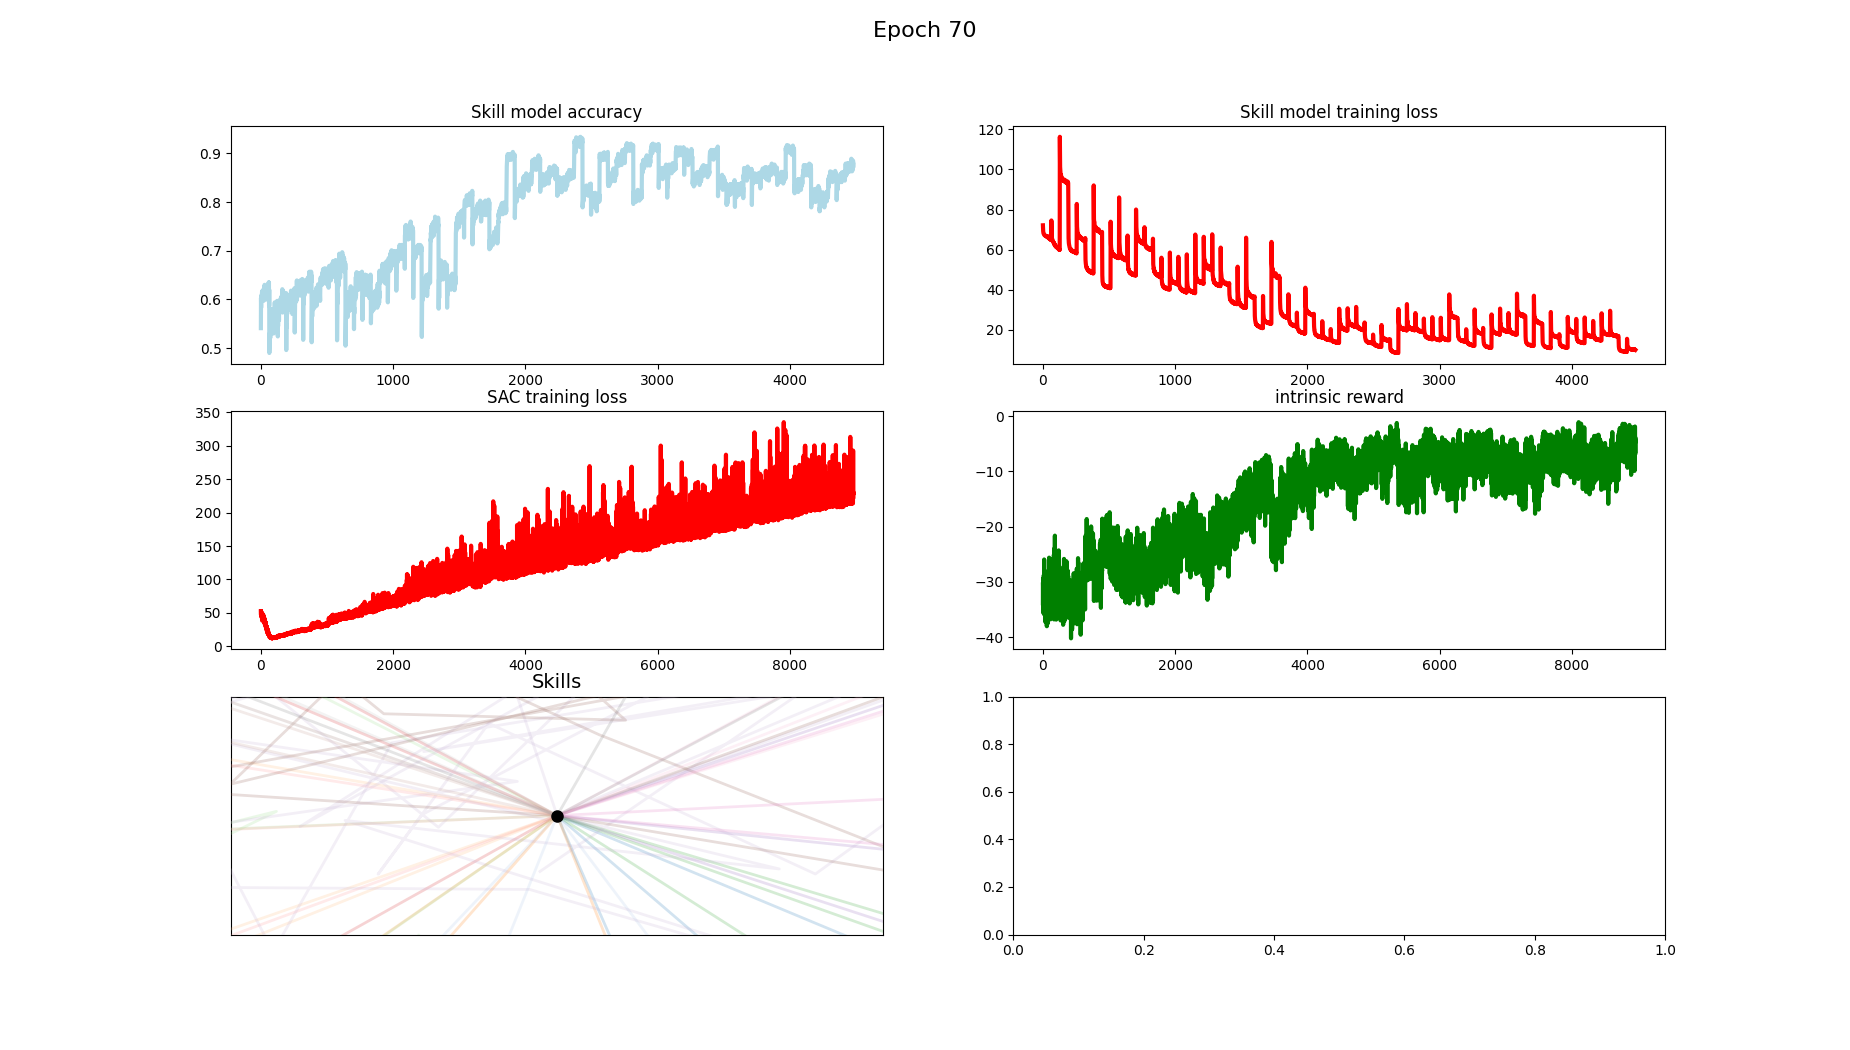 Epoch 70
Skill model accuracy
0.9
0.8
0.7
0.6
0.5
0 1000 2000 3000 4000
Skill model training loss
120
100
80
60
40
20
0 1000 2000 3000 4000
SAC training loss
350
300
250
200
150
100
50
0
0 2000 4000 6000 8000
intrinsic reward
0
−10
−20
−30
−40
0 2000 4000 6000 8000
Skills
1.0
0.8
0.6
0.4
0.2
0.0
0.0 0.2 0.4 0.6 0.8 1.0